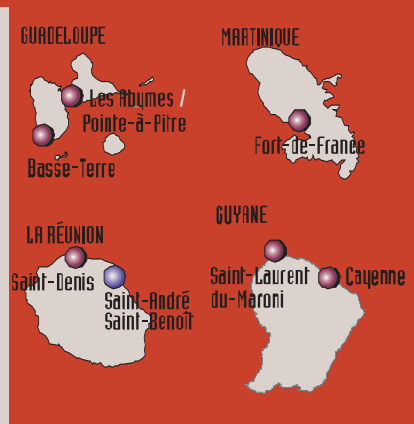 GUADELOUPE
Les Abymes /
Pointe-à-Pitre
Basse-Terre
MARTINIQUE
Fort-de-France
LA RÉUNION
Saint-Denis
Saint-André
Saint-Benoît
GUYANE
Saint-Laurent
du-Maroni
Cayenne